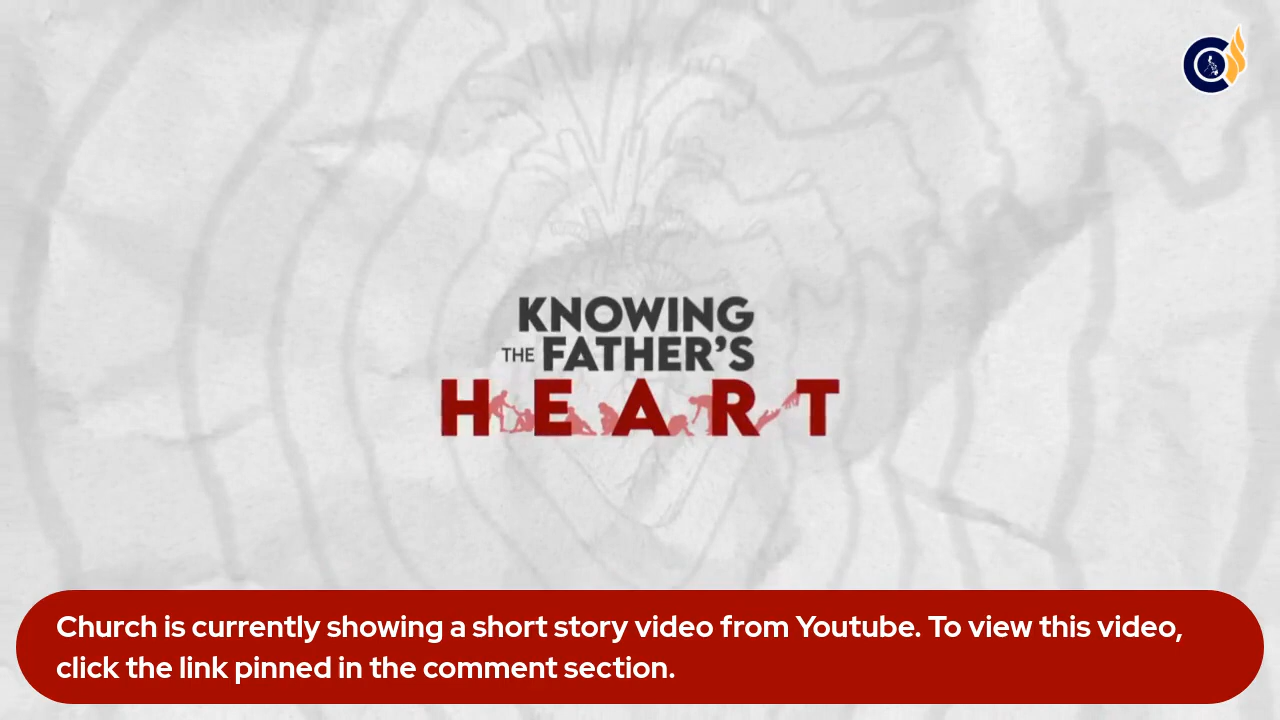 KNOWING
THE FATHER'S
HEART
Church is currently showing a short story video from Youtube. To view this video,
click the link pinned in the comment section.